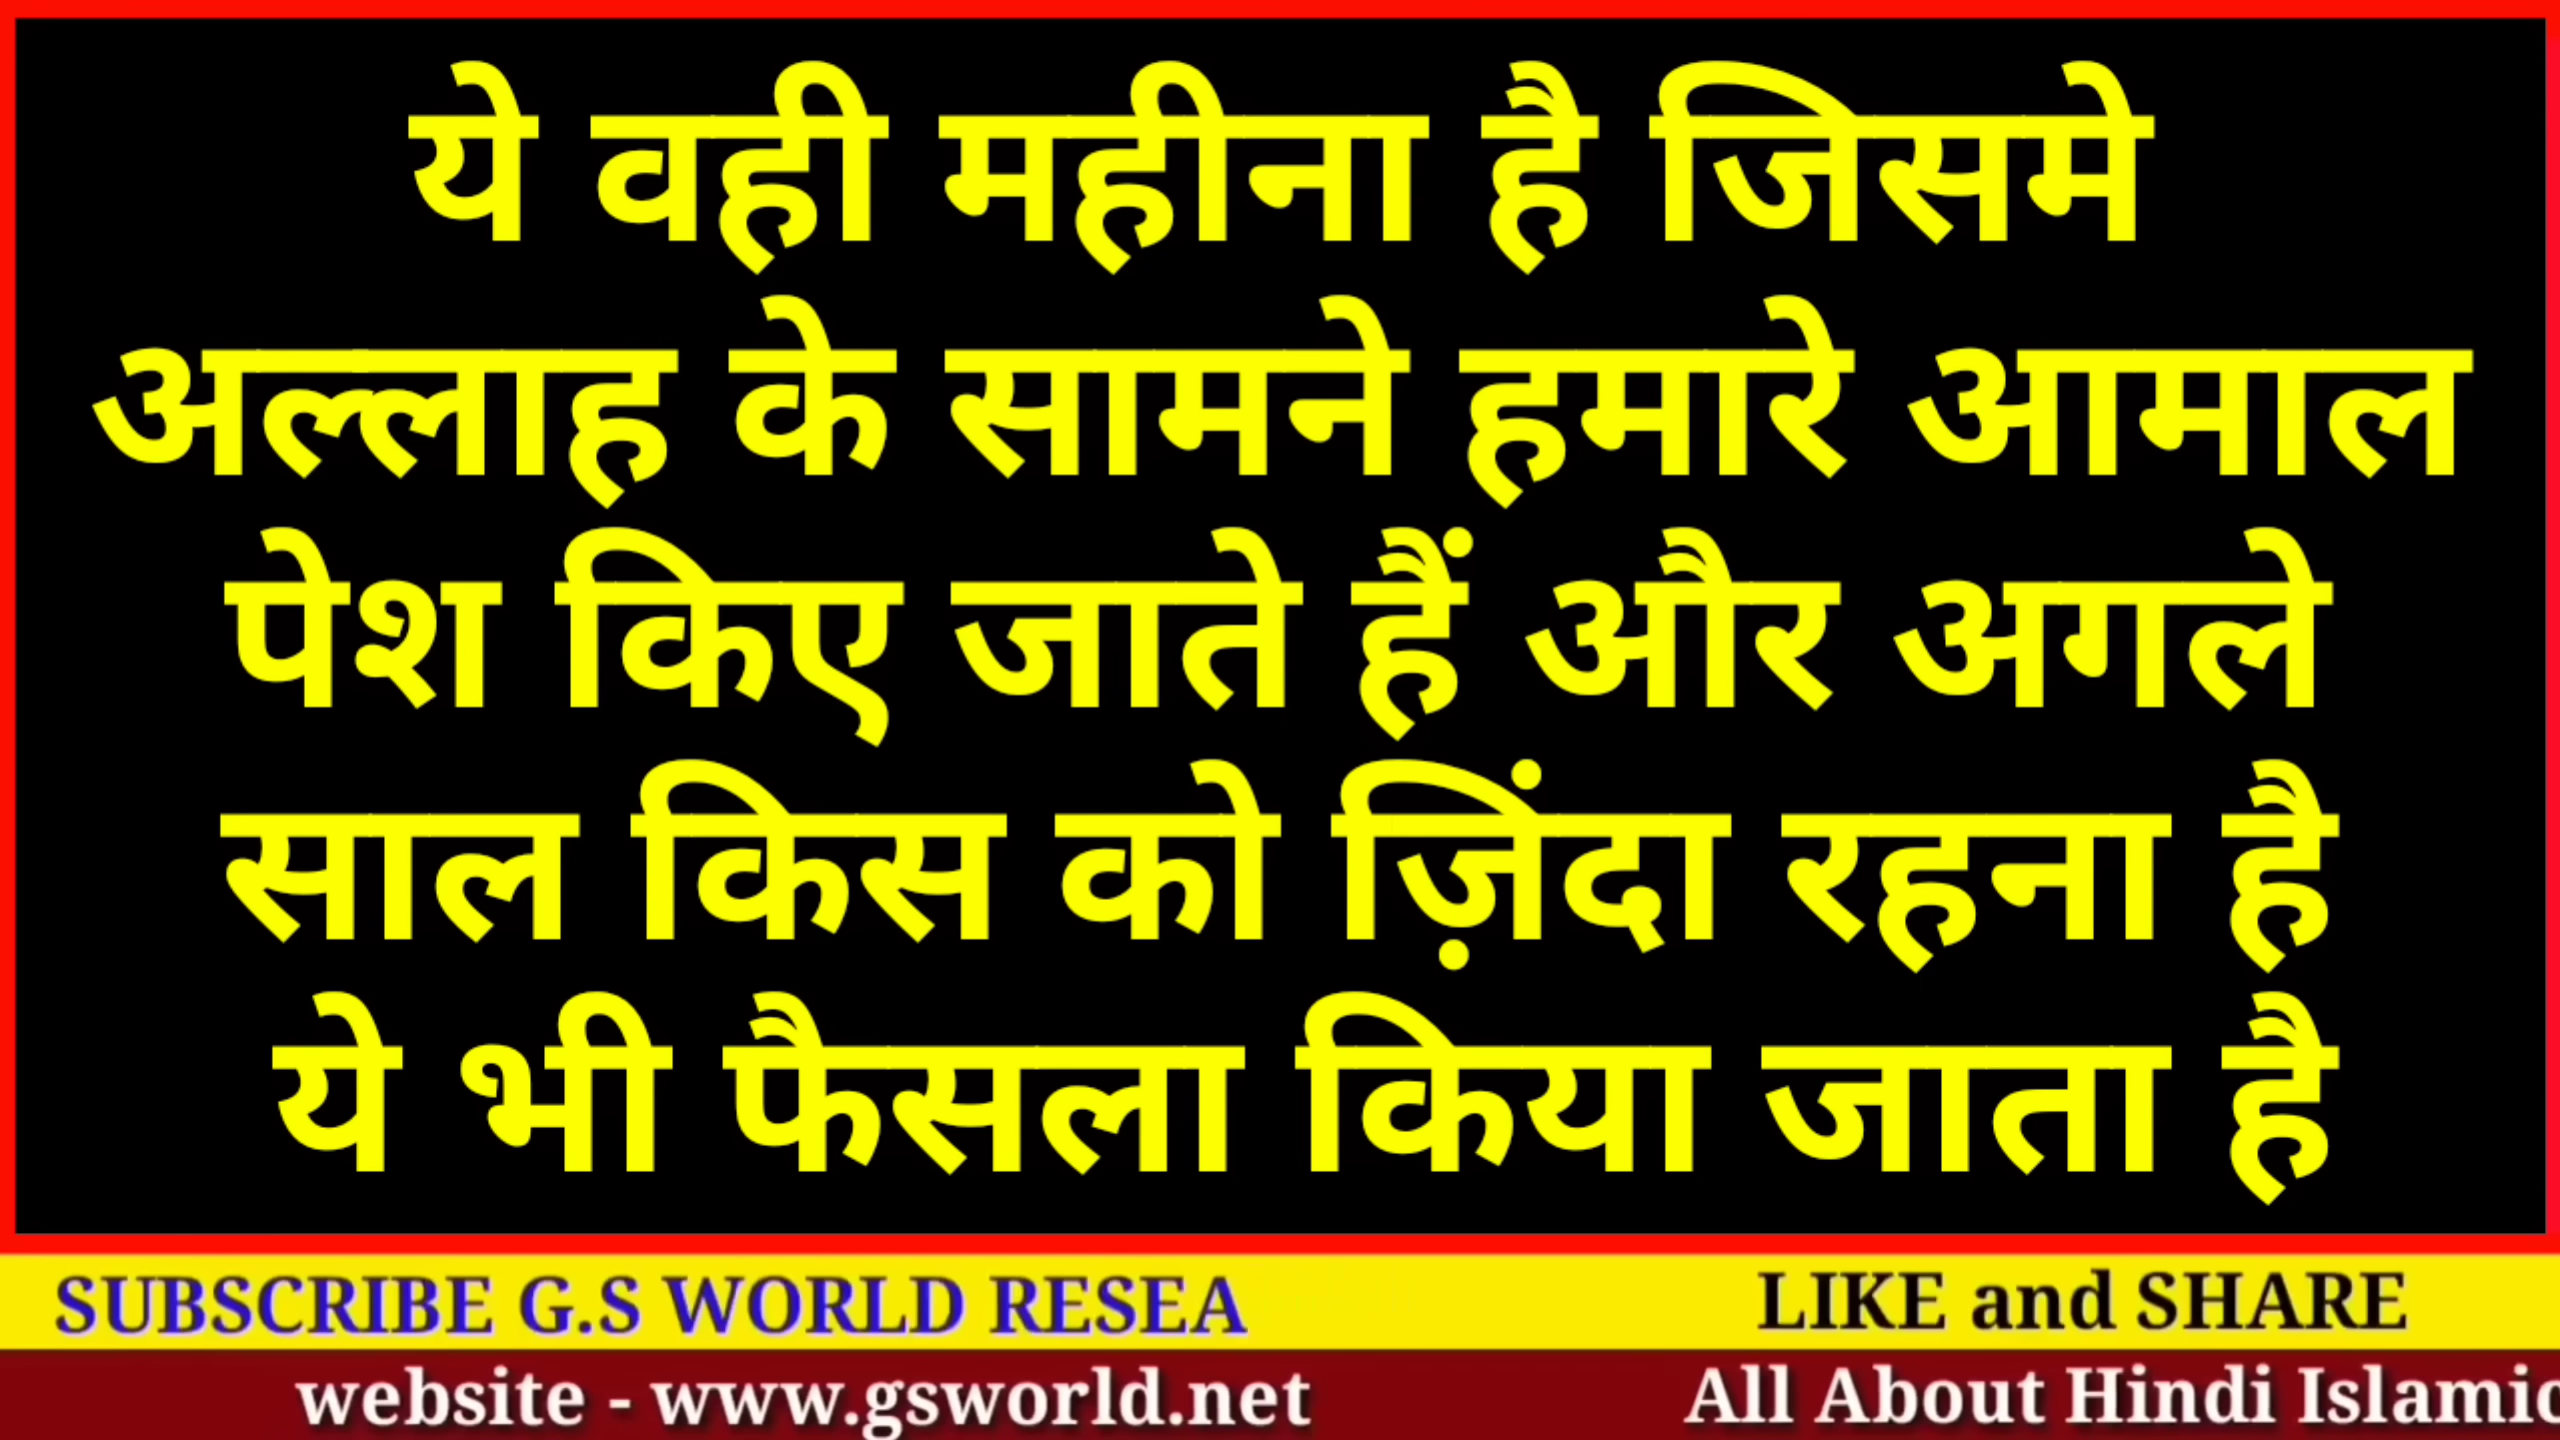 ये वही महीना है जिसमे
अल्लाह के सामने हमारे आमाल
पेश किए जाते हैं और अगले
साल किस को ज़िंदा रहना है
ये भी फैसला किया जाता है
SUBSCRIBE G.S WORLD RESEA
LIKE and SHARE
website - www.gsworld.net
All About Hindi Islamic